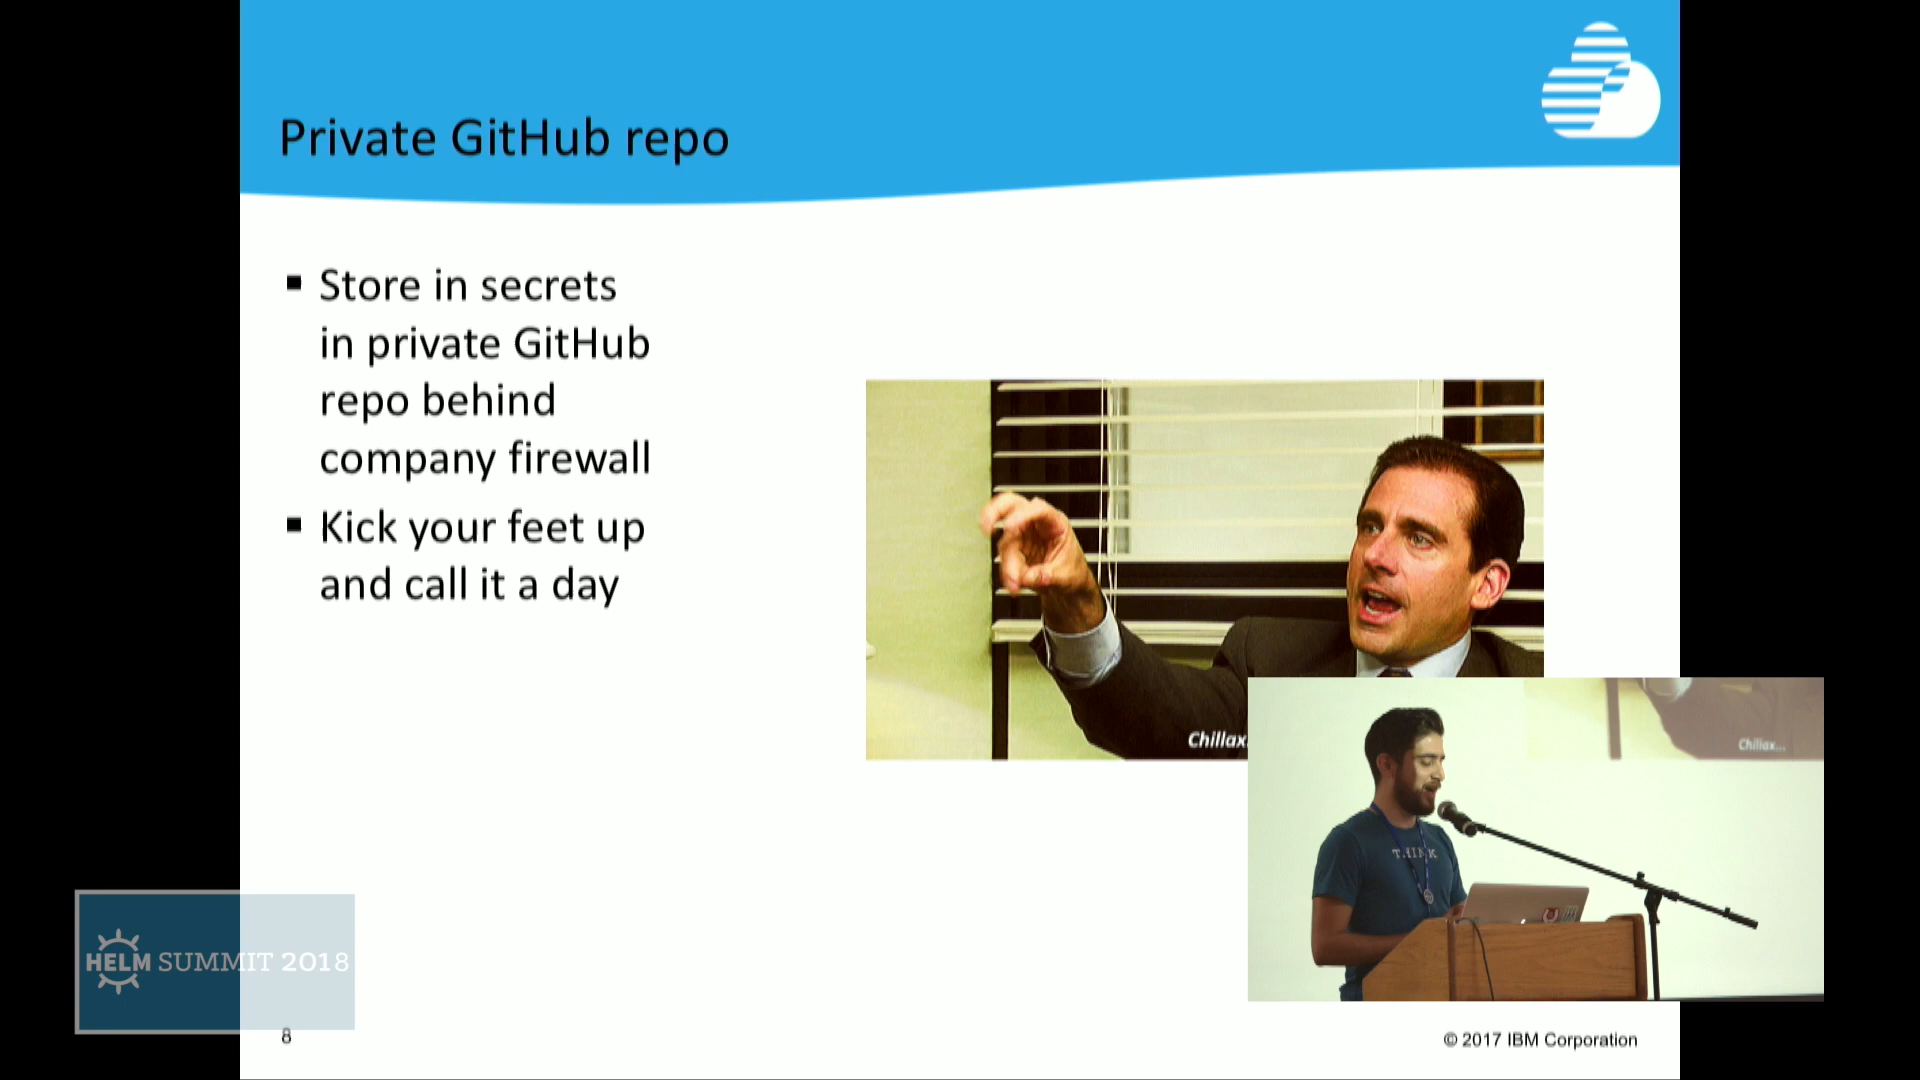 Private GitHub repo
Store in secrets
in private GitHub
repo behind
company firewall
Kick your feet up
and call it a day
Chillax
Chillax...
THINK
HELM SUMMIT 2018
8
© 2017 IBM Corporation